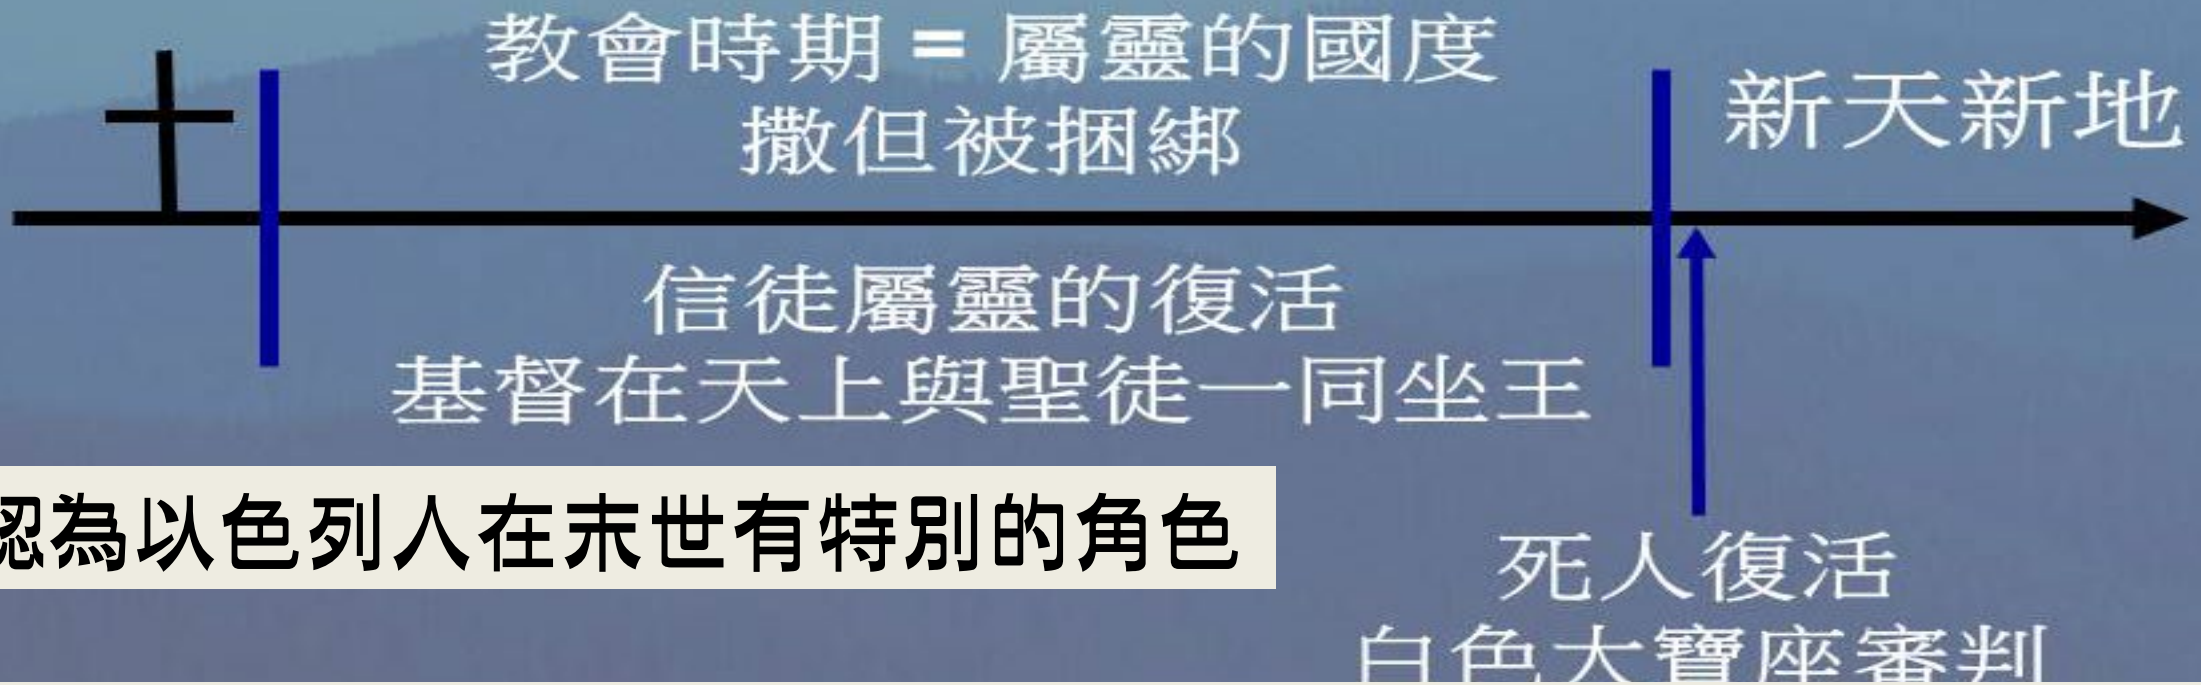 教會時期 = 屬靈的國度
撒但被捆綁
新天新地
信徒屬靈的復活
基督在天上與聖徒一同坐王
認為以色列人在末世有特別的角色
死人復活
白色大寶座審判